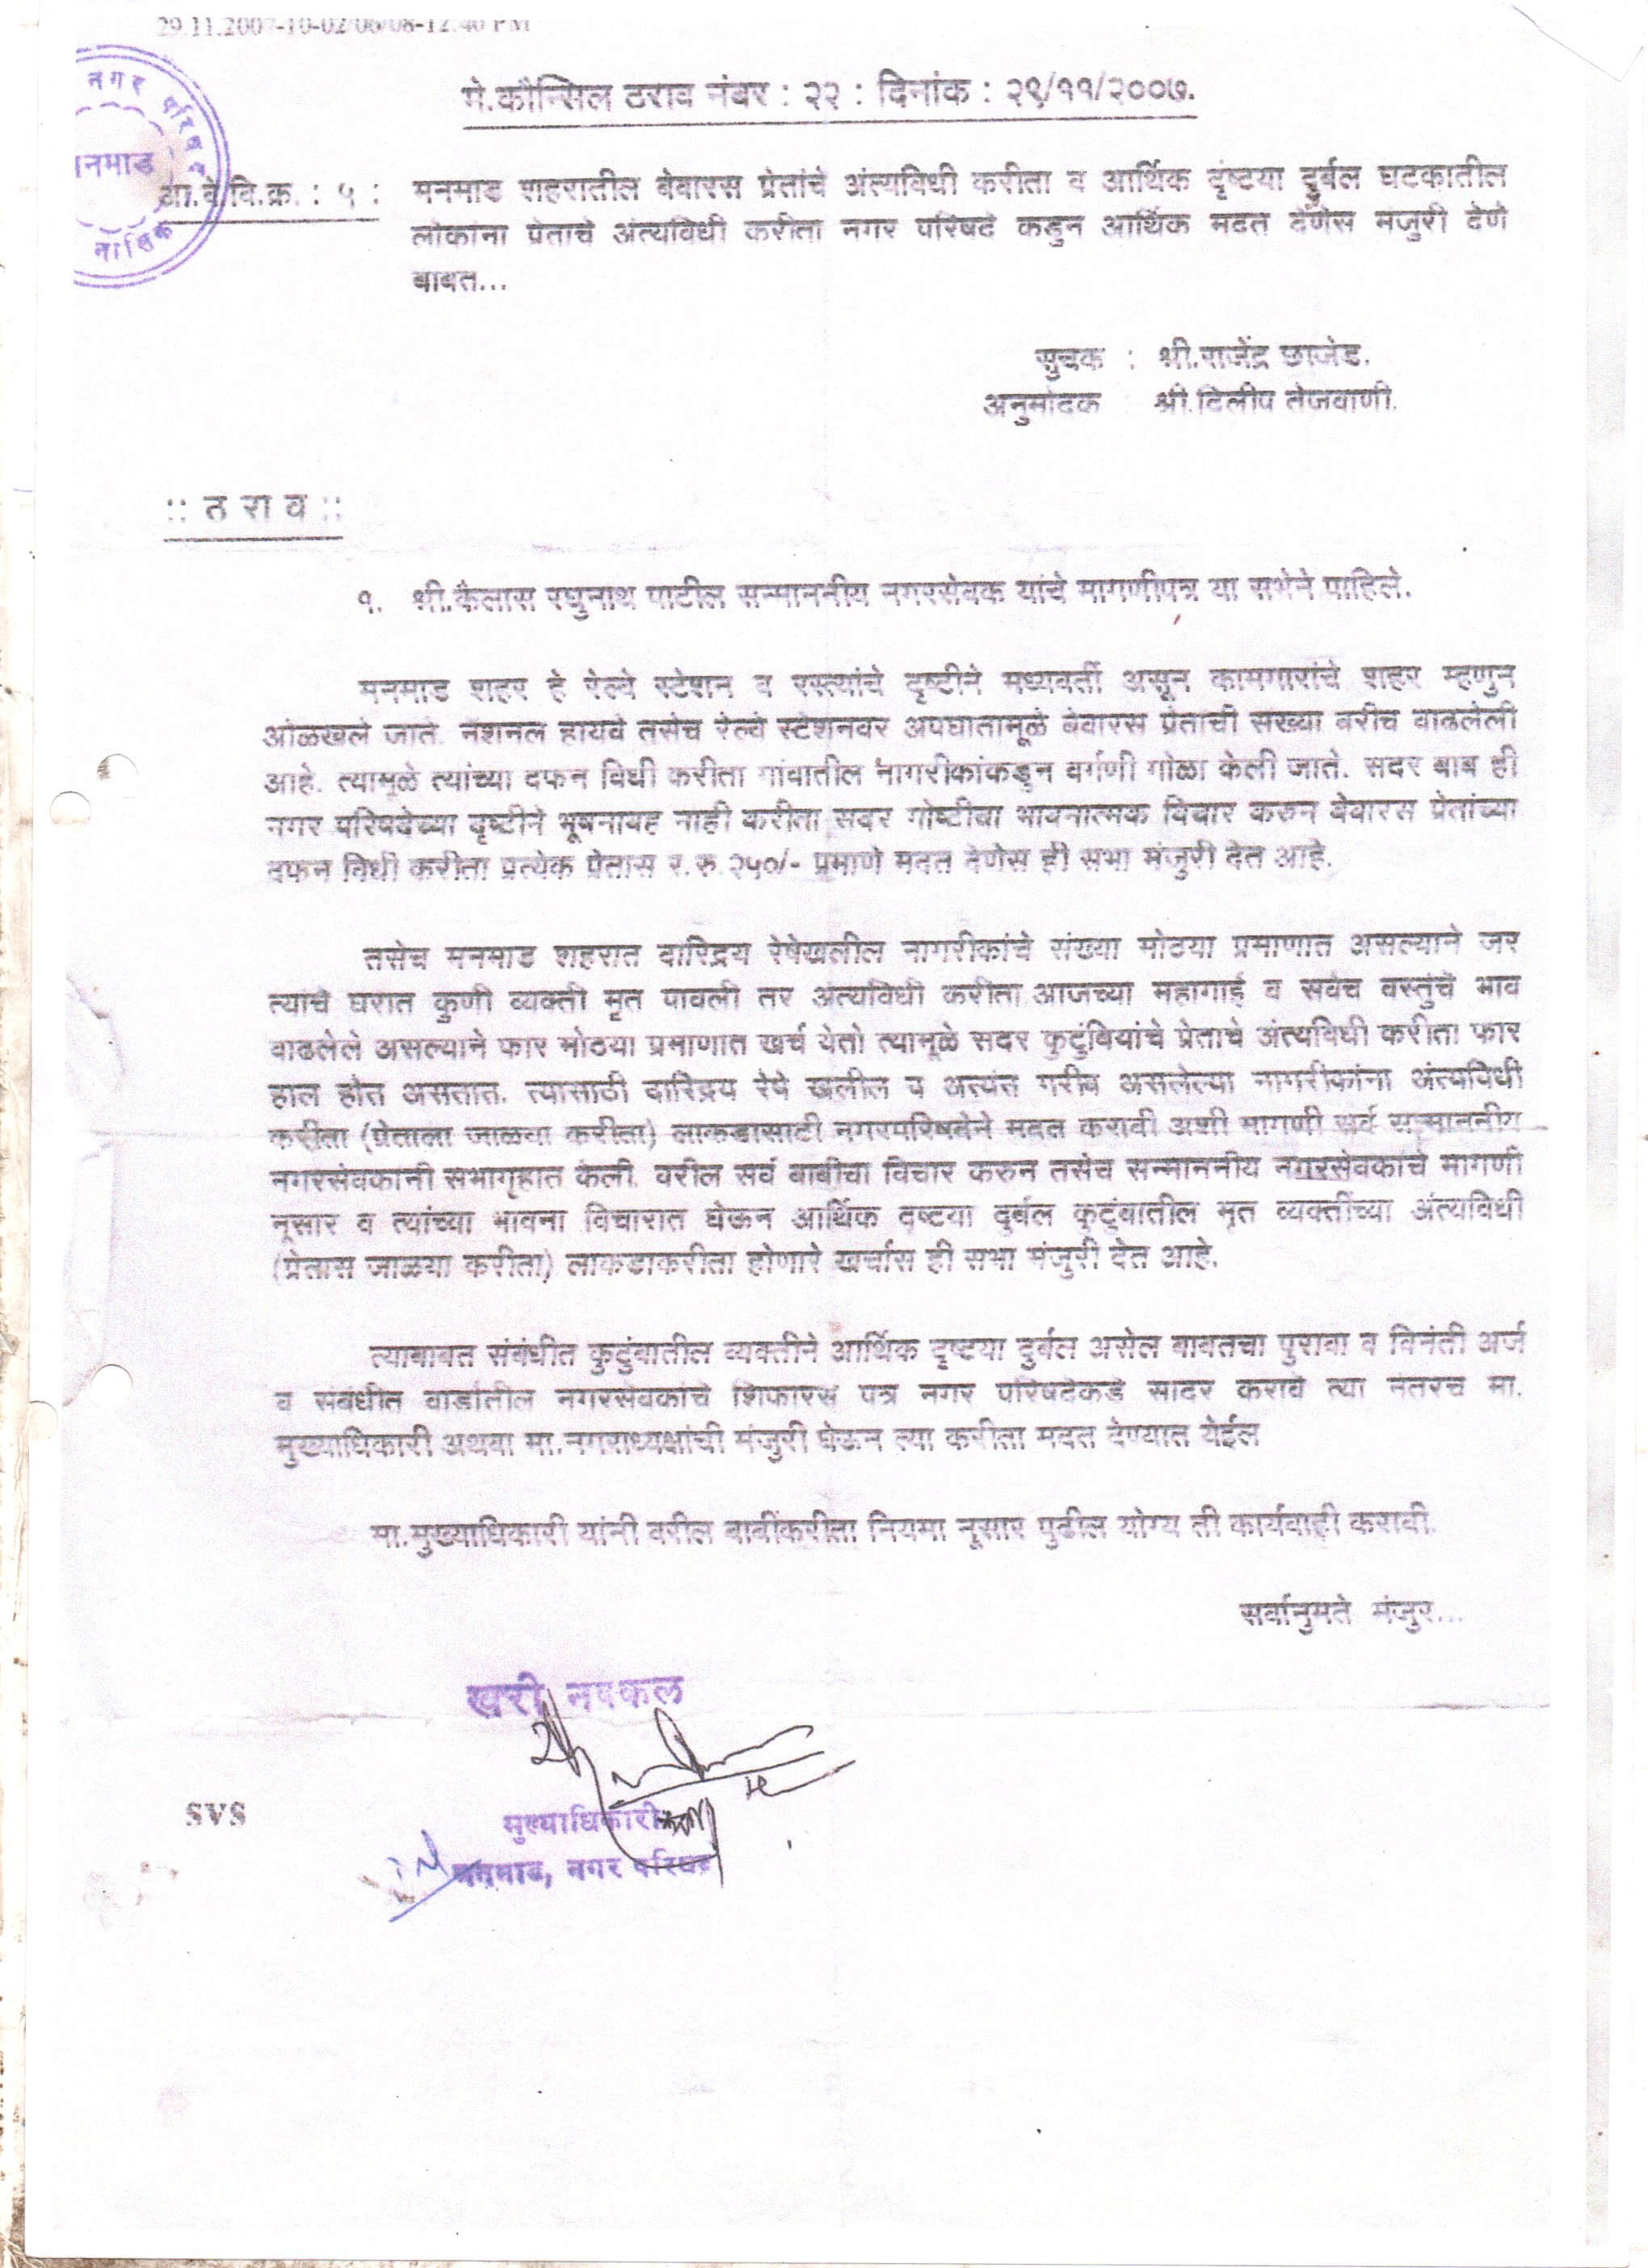 29.11.2007-10-02/06/08-12.40 PM
नगर परिषद
मनमाड
नाशिक
मे.कौन्सिल ठराव नंबर : २२ : दिनांक : २९/११/२००७.
आ.वे.वि.क्र. : ५ : मनमाड शहरातील बेवारस प्रेतांचे अंत्यविधी करीता व आर्थिक दृंष्टया दुर्बल घटकातील
लोकांना प्रेताचे अंत्यविधी करीता नगर परिषदे कडुन आर्थिक मदत देणेस मंजुरी देणे
बाबत...
सुचक : श्री.राजेंद्र छाजेड.
अनुमोदक : श्री.दिलीप तेजवाणी.
:: ठ रा व ::
१. श्री.कैलास रघुनाथ पाटील सन्माननीय नगरसेवक यांचे मागणीपत्र या सभेने पाहिले.
मनमाड शहर हे रेल्वे स्टेशन व रस्त्यांचे दृष्टीने मध्यवर्ती असून कामगारांचे शहर म्हणुन
ओळखले जाते. नॅशनल हायवे तसेच रेल्वे स्टेशनवर अपघातामूळे बेवारस प्रेताची संख्या बरीच वाढलेली
आहे. त्यामूळे त्यांच्या दफन विधी करीता गांवातील नागरीकांकडुन वर्गणी गोळा केली जाते. सदर बाब ही
नगर परिषदेच्या दृष्टीने भूषनावह नाही करीता सदर गोष्टीचा भावनात्मक विचार करुन बेवारस प्रेतांच्या
दफन विधी करीता प्रत्येक प्रेतास र.रु.२५०/- प्रमाणे मदत देणेस ही सभा मंजुरी देत आहे.
तसेच मनमाड शहरात दारिद्रय रेषेखलील नागरीकांचे संख्या मोठया प्रमाणात असल्याने जर
त्यांचे घरात कुणी व्यक्ती मृत पावली तर अंत्यविधी करीता आजच्या महागाई व सर्वच वस्तुंचे भाव
वाढलेले असल्याने फार मोठया प्रमाणात खर्च येतो त्यामूळे सदर कुटुंबियांचे प्रेताचे अंत्यविधी करीता फार
हाल होत असतात. त्यासाठी दारिद्रय रेषे खलील व अत्यंत गरीब असलेल्या नागरीकांना अंत्यविधी
करीता (प्रेताला जाळया करीता) लाकडासाठी नगरपरिषदेने मदत करावी अशी मागणी सर्व सन्माननीय
नगरसेवकांनी सभागृहात केली. वरील सर्व बाबींचा विचार करुन तसेच सन्माननीय नगरसेवकांचे मागणी
नूसार व त्यांच्या भावना विचारात घेऊन आर्थिक दृष्टया दुर्बल कुटुंबातील मृत व्यक्तींच्या अंत्यविधी
(प्रेतास जाळया करीता) लाकडाकरीता होणारे खर्चास ही सभा मंजुरी देत आहे.
त्याबाबत संबंधीत कुटुंबातील व्यक्तीने आर्थिक दृष्टया दुर्बल असेल बाबतचा पुरावा व विनंती अर्ज
व संबंधीत वार्डातील नगरसेवकांचे शिफारस पत्र नगर परिषदेकडे सादर करावे त्या नंतरच मा.
मुख्याधिकारी अथवा मा.नगराध्यक्षांची मंजुरी घेऊन त्या करीता मदत देण्यात येईल
मा.मुख्याधिकारी यांनी वरील बाबींकरीता नियमा नूसार पुढील योग्य ती कार्यवाही करावी.
सर्वानुमते मंजुर...
खरी नक्कल
SVS
मुख्याधिकारी
मनमाड, नगर परिषद